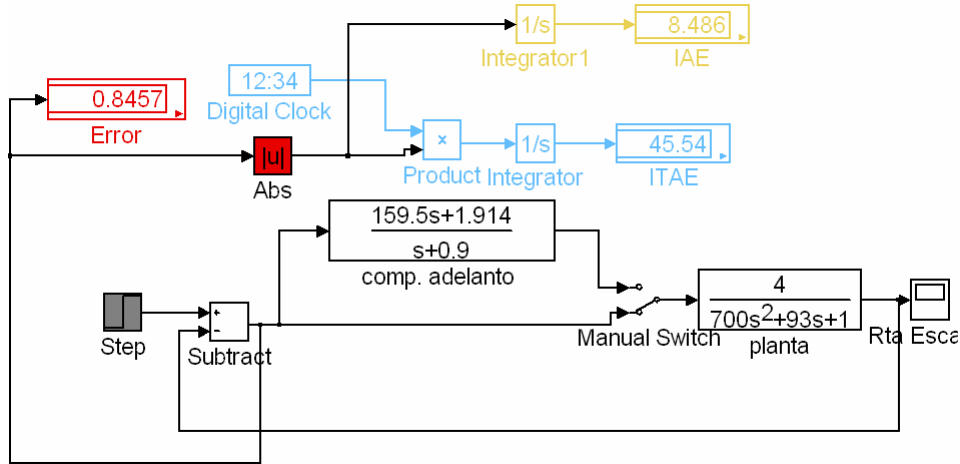 1/s
8.486
Integrator1
IAE
0.8457
12:34
Error
Digital Clock
|u|
×
1/s
45.54
Abs
Product
Integrator
ITAE
159.5s+1.914
s+0.9
comp. adelanto
4
700s²+93s+1
+
−
Step
Subtract
Manual Switch
planta
Rta Esca